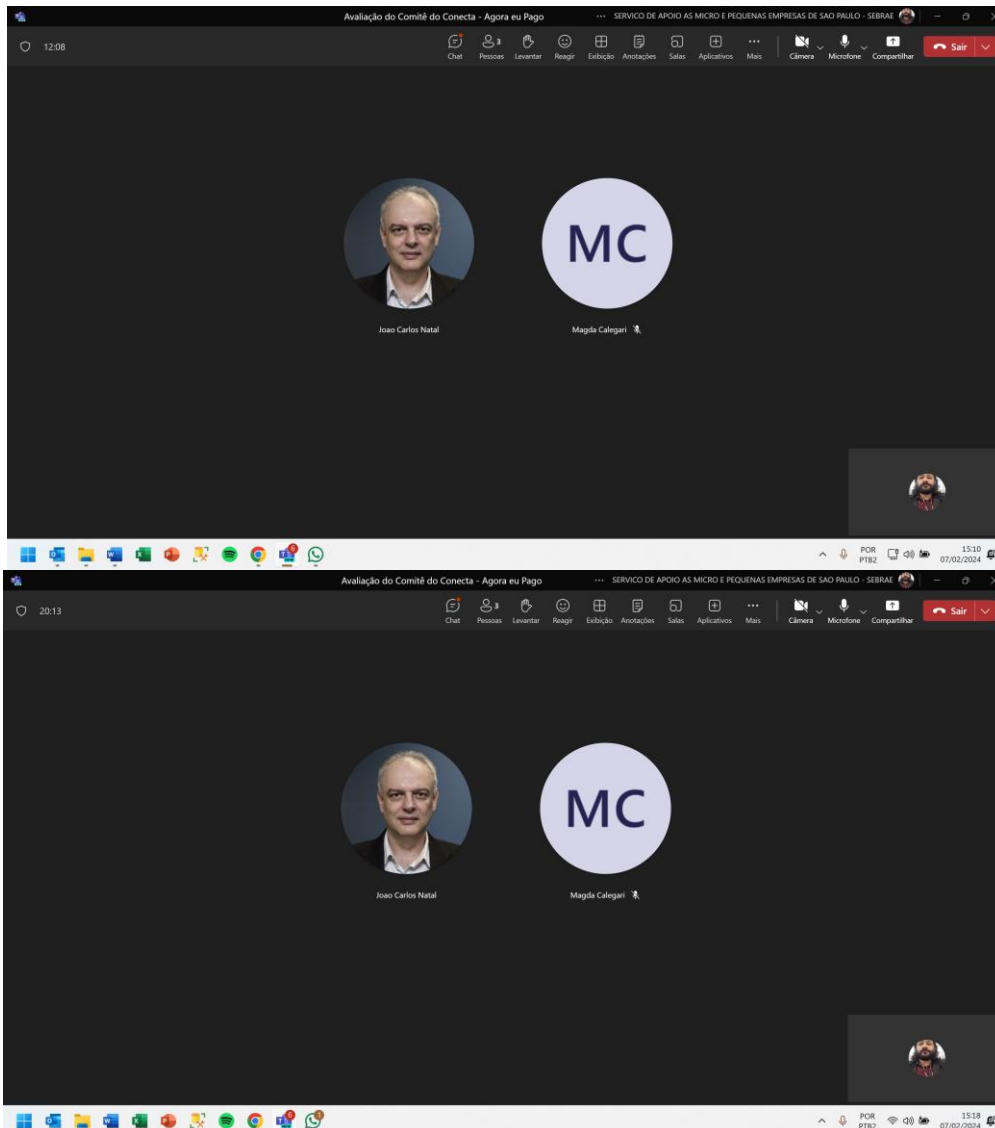 Avaliação do Comitê do Conecta - Agora eu Pago ··· SERVICO DE APOIO AS MICRO E PEQUENAS EMPRESAS DE SAO PAULO - SEBRAE
12:08 Chat Pessoas 3 Levantar Reagir Exibição Anotações Salas Aplicativos Mais Câmera Microfone Compartilhar Sair
MC
Joao Carlos Natal Magda Calegari
POR 15:10
PTB2 07/02/2024
Avaliação do Comitê do Conecta - Agora eu Pago ··· SERVICO DE APOIO AS MICRO E PEQUENAS EMPRESAS DE SAO PAULO - SEBRAE
20:13 Chat Pessoas 3 Levantar Reagir Exibição Anotações Salas Aplicativos Mais Câmera Microfone Compartilhar Sair
MC
Joao Carlos Natal Magda Calegari
POR 15:18
PTB2 07/02/2024